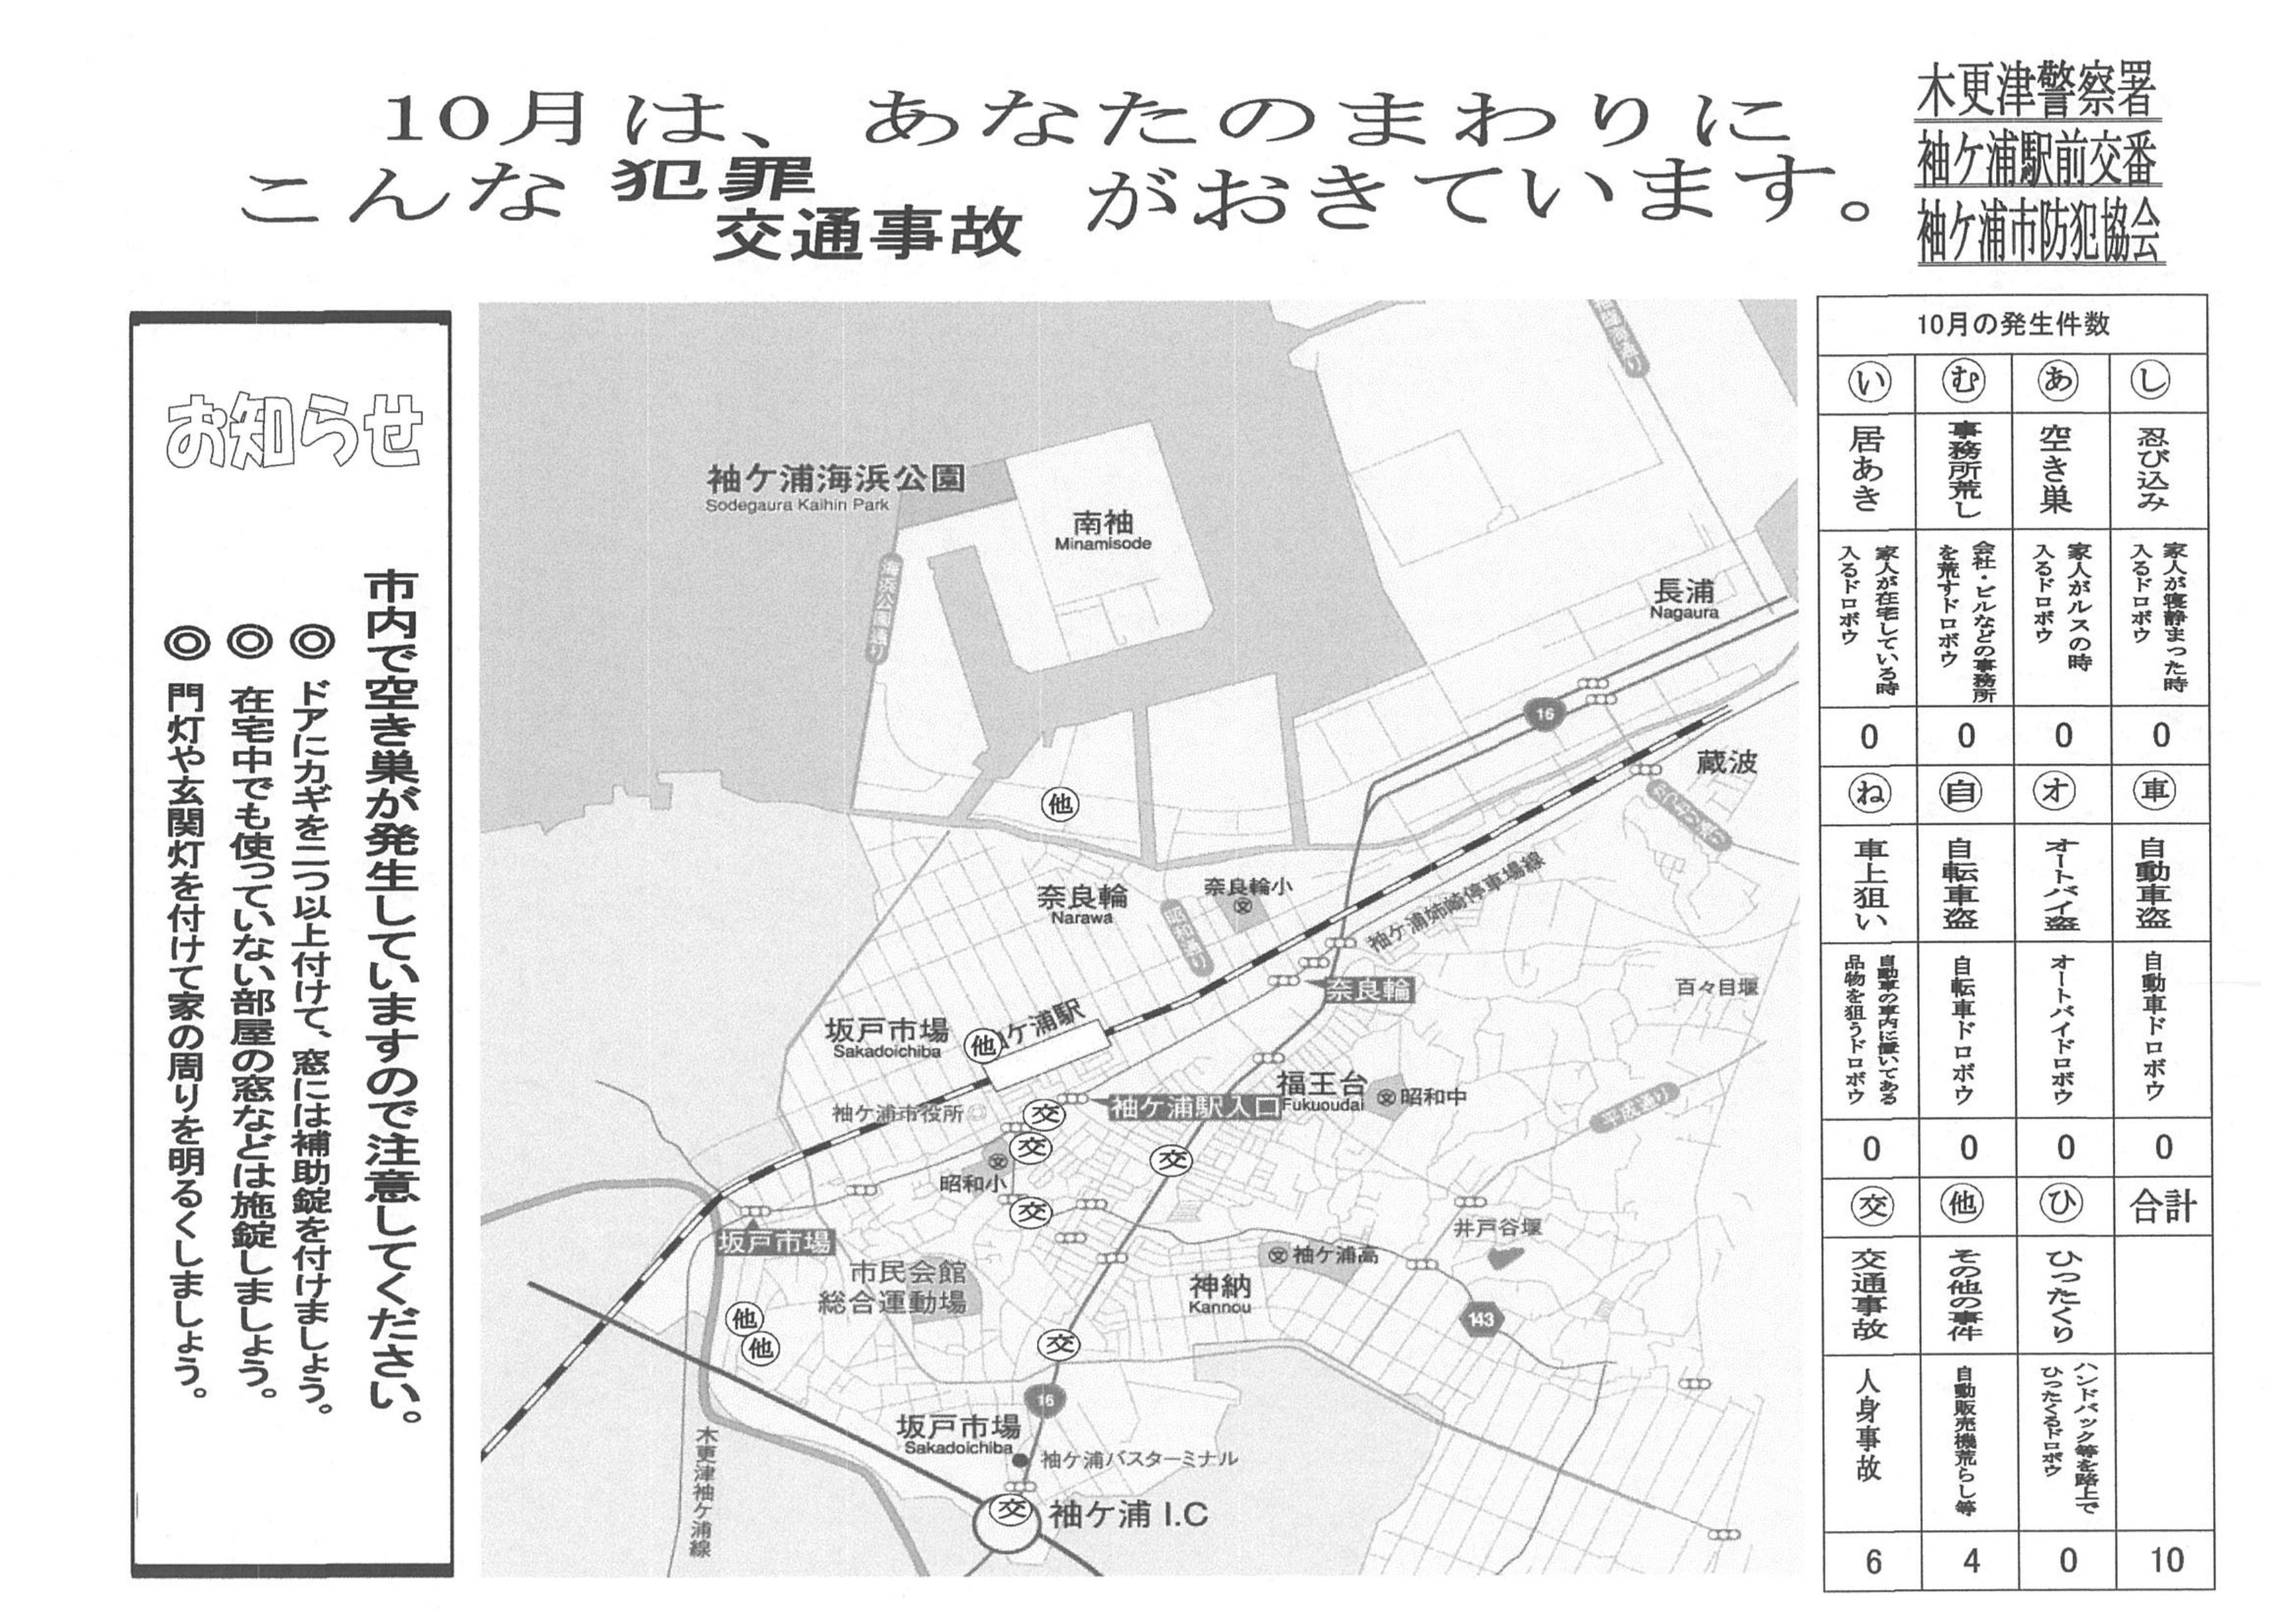 10月は、あなたのまわりに
こんな 犯罪
交通事故
がおきています。
木更津警察署
袖ケ浦駅前交番
袖ケ浦市防犯協会
お知らせ
市内で空き巣が発生していますので注意してください。
◎ ドアにカギを二つ以上付けて、窓には補助錠を付けましょう。
◎ 在宅中でも使っていない部屋の窓などは施錠しましょう。
◎ 門灯や玄関灯を付けて家の周りを明るくしましょう。
袖ケ浦海浜公園
Sodegaura Kaihin Park
南袖
Minamisode
海浜公園通り
長浦
Nagaura
16
蔵波
他
奈良輪
Narawa
奈良輪小
文
平和通り
袖ケ浦姉崎停車場線
奈良輪
百々目堰
坂戸市場
Sakadoichiba
他
ケ浦駅
福王台
Fukuoudai
文 昭和中
袖ケ浦市役所
交
袖ケ浦駅入口
平成通り
交
交
文
昭和小
交
坂戸市場
井戸谷堰
市民会館
総合運動場
文 袖ケ浦高
神納
Kannou
143
他
他
交
16
坂戸市場
Sakadoichiba
袖ケ浦バスターミナル
木更津袖ケ浦線
交
袖ケ浦 I.C
10月の発生件数
い む あ し
居あき
事務所荒し
空き巣
忍び込み
家人が在宅している時
入るドロボウ
会社・ビルなどの事務所
を荒すドロボウ
家人がルスの時
入るドロボウ
家人が寝静まった時
入るドロボウ
0 0 0 0
ね 自 オ 車
車上狙い
自転車盗
オートバイ盗
自動車盗
自動車の車内に置いてある
品物を狙うドロボウ
自転車ドロボウ
オートバイドロボウ
自動車ドロボウ
0 0 0 0
交 他 ひ 合計
交通事故
その他の事件
ひったくり
人身事故
自動販売機荒らし等
ハンドバック等を路上で
ひったくるドロボウ
6 4 0 10